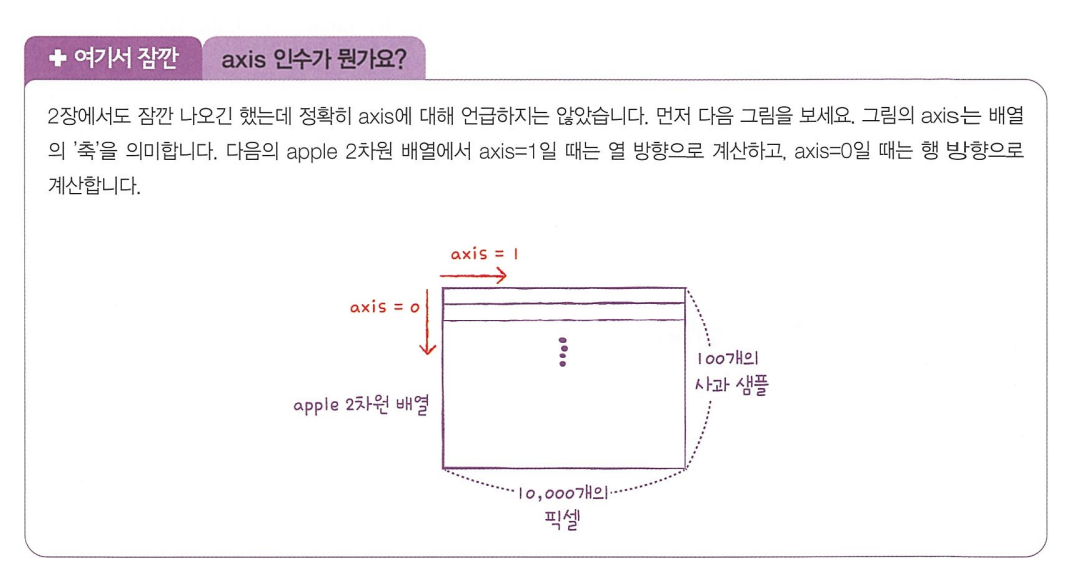 ✚ 여기서 잠깐 axis 인수가 뭔가요?
2장에서도 잠깐 나오긴 했는데 정확히 axis에 대해 언급하지는 않았습니다. 먼저 다음 그림을 보세요. 그림의 axis는 배열
의 '축'을 의미합니다. 다음의 apple 2차원 배열에서 axis=1일 때는 열 방향으로 계산하고, axis=0일 때는 행 방향으로
계산합니다.
axis = 1
axis = 0
100개의
사과 샘플
apple 2차원 배열
10,000개의
픽셀